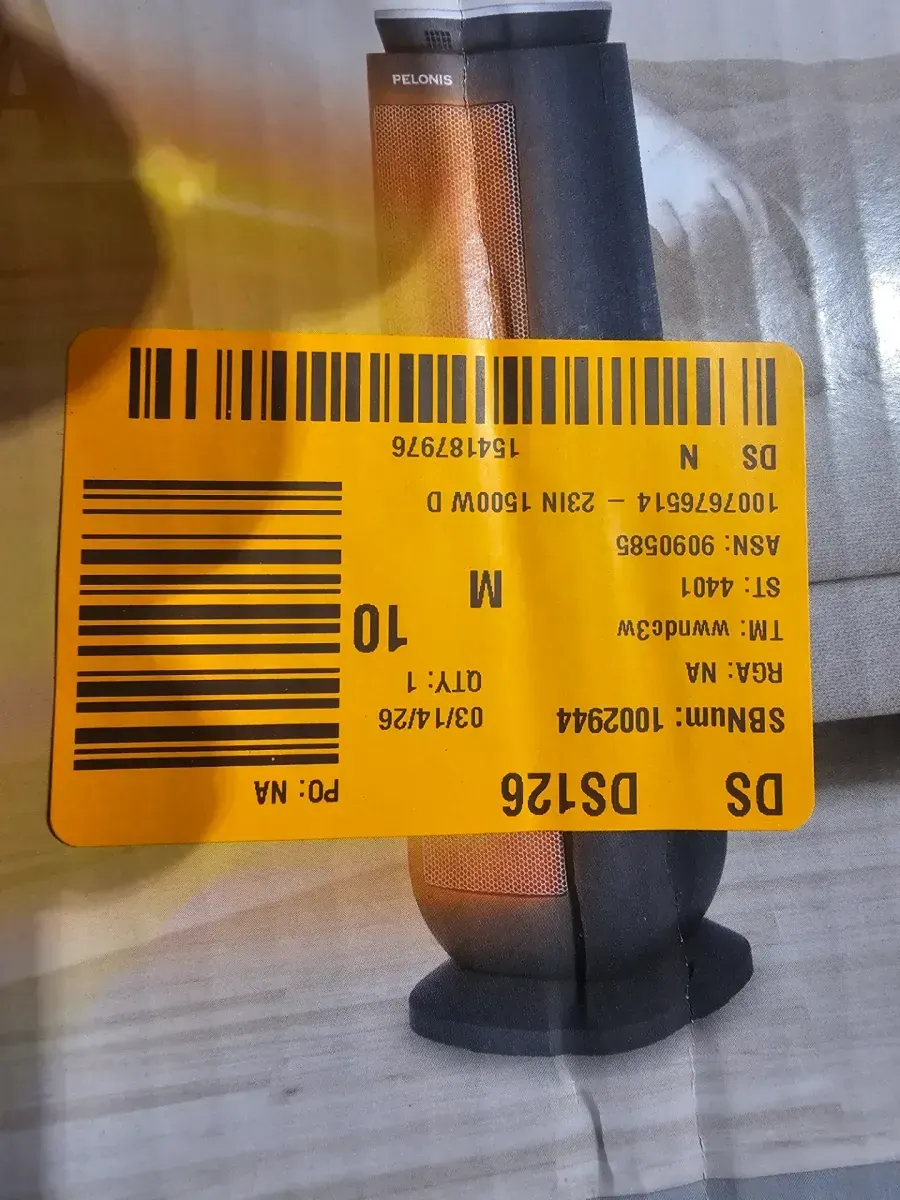 PELONIS
DS DS126 PO: NA
SBNum: 1002944 03/14/26
RGA: NA QTY: 1
TM: wwndc3w 10
ST: 4401 M
ASN: 9090585
1007676514 – 23IN 1500W D
DS N 154187976